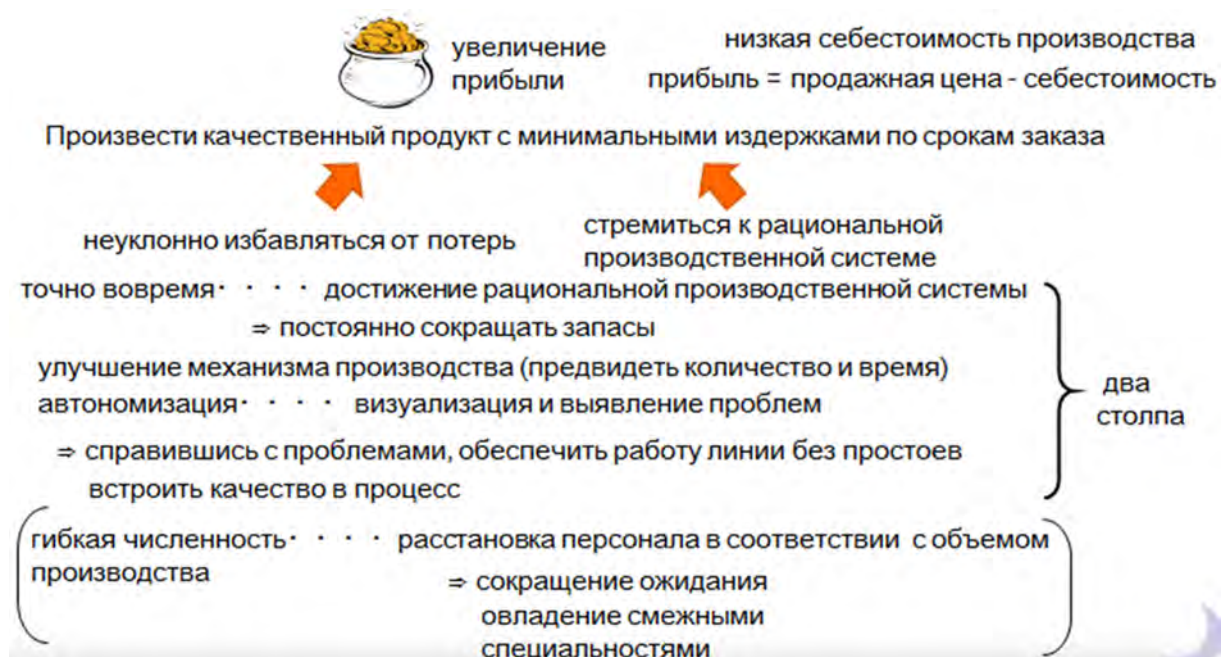 увеличение
прибыли
низкая себестоимость производства
прибыль = продажная цена - себестоимость
Произвести качественный продукт с минимальными издержками по срокам заказа
неуклонно избавляться от потерь
стремиться к рациональной
производственной системе
точно вовремя・・・・ достижение рациональной производственной системы
⇒ постоянно сокращать запасы
улучшение механизма производства (предвидеть количество и время)
автономизация・・・・ визуализация и выявление проблем
⇒ справившись с проблемами, обеспечить работу линии без простоев
встроить качество в процесс
два
столпа
гибкая численность・・・・ расстановка персонала в соответствии с объемом
производства
⇒ сокращение ожидания
овладение смежными
специальностями